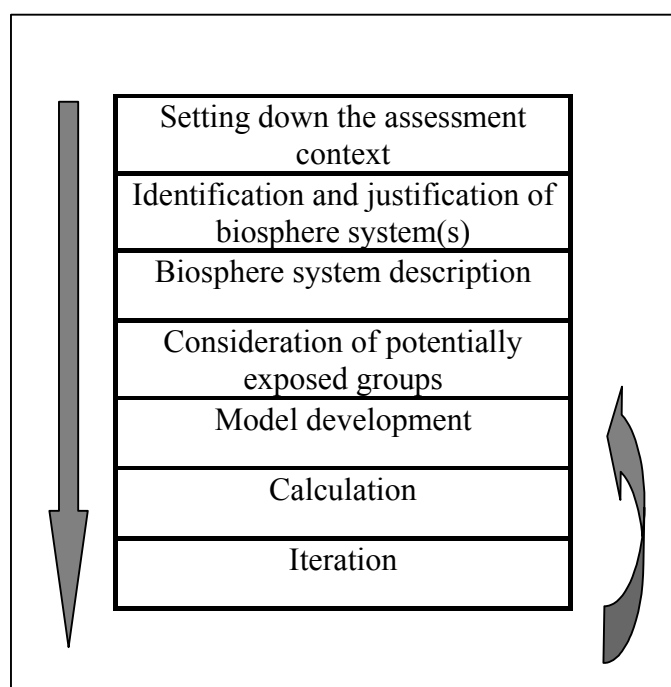 Setting down the assessment
context
Identification and justification of
biosphere system(s)
Biosphere system description
Consideration of potentially
exposed groups
Model development
Calculation
Iteration